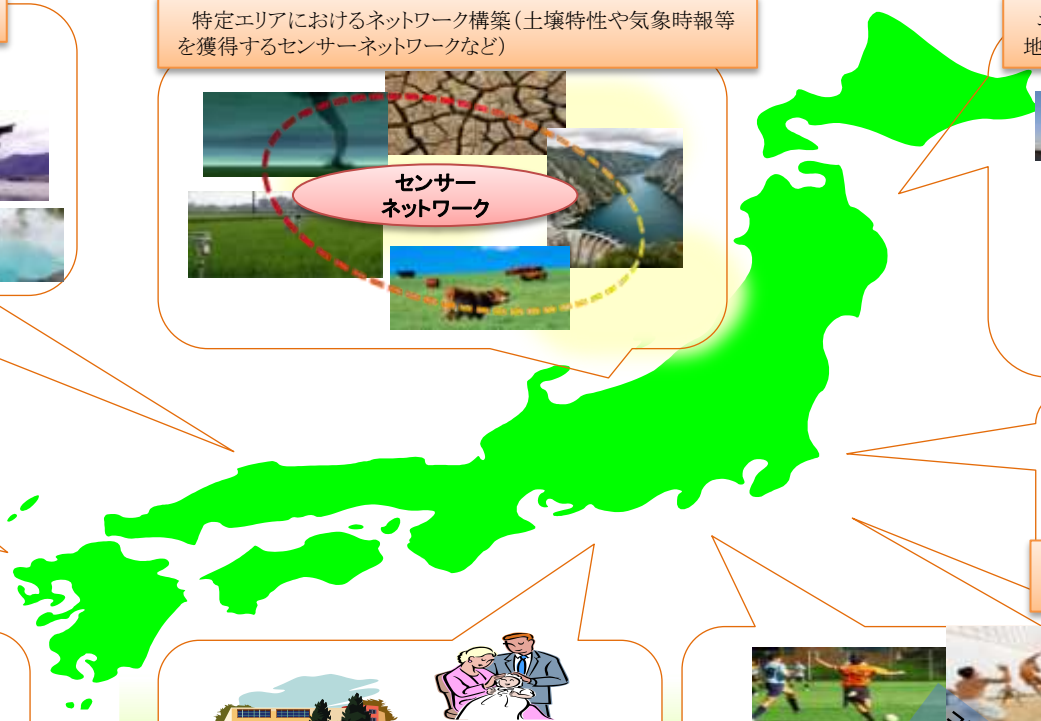 特定エリアにおけるネットワーク構築（土壌特性や気象時報等
を獲得するセンサーネットワークなど）
センサー
ネットワーク
地